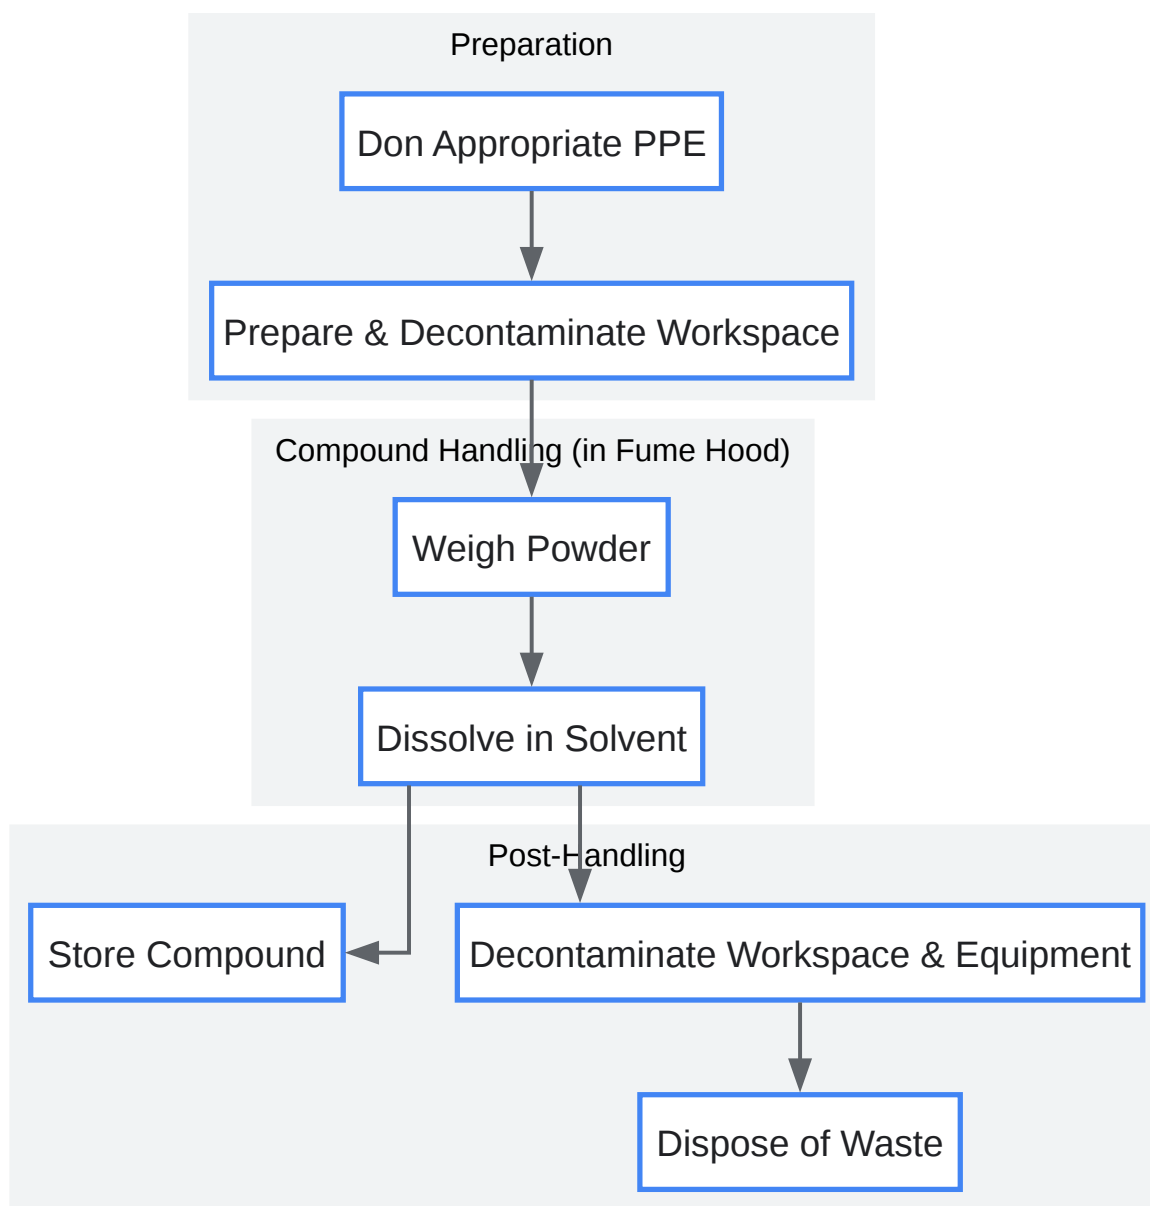 Preparation
Don Appropriate PPE
Prepare & Decontaminate Workspace
Compound Handling (in Fume Hood)
Weigh Powder
Dissolve in Solvent
Post-Handling
Store Compound
Decontaminate Workspace & Equipment
Dispose of Waste